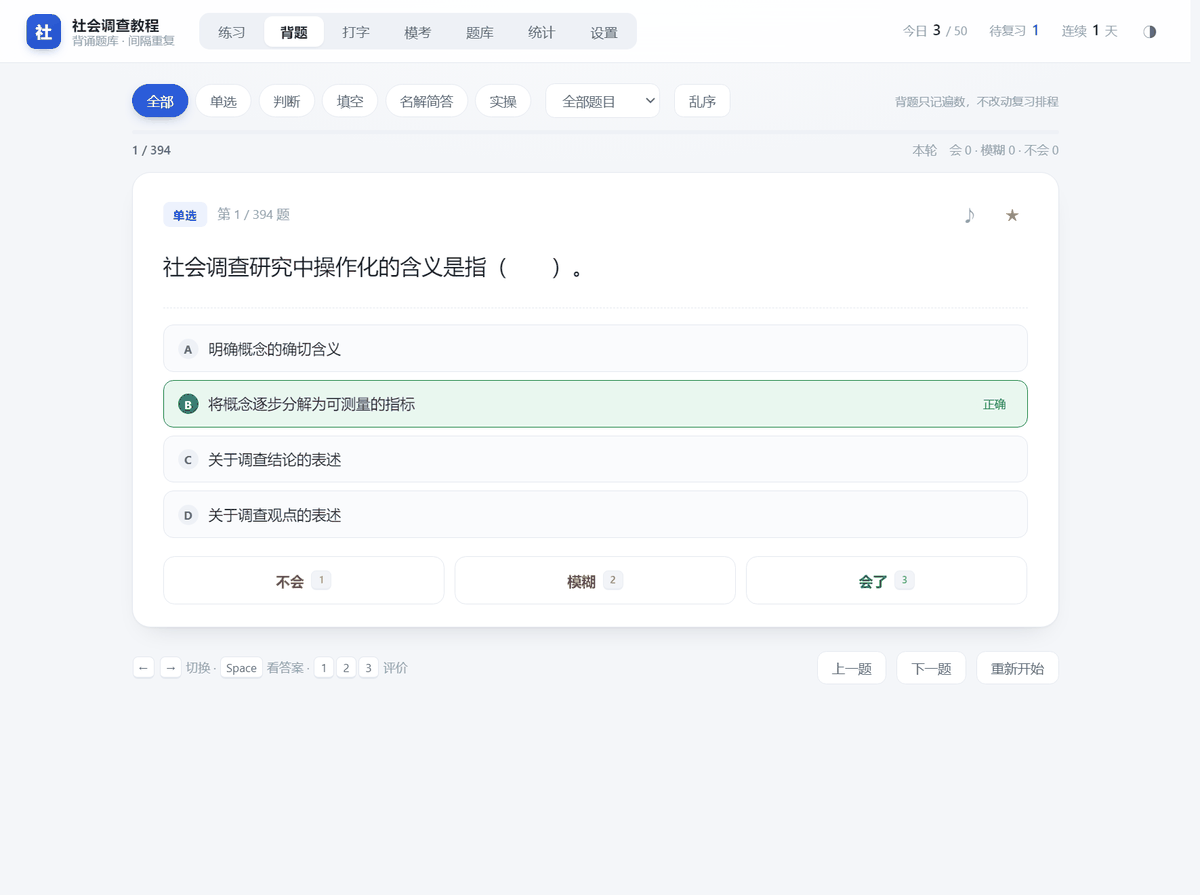 社
社会调查教程
背诵题库 · 间隔重复
练习 背题 打字 模考 题库 统计 设置
今日 3 / 50 待复习 1 连续 1 天
全部 单选 判断 填空 名解简答 实操 全部题目 乱序
背题只记遍数，不改动复习排程
1 / 394
本轮 会 0 · 模糊 0 · 不会 0
单选 第 1 / 394 题
★
社会调查研究中操作化的含义是指（　　）。
A 明确概念的确切含义
B 将概念逐步分解为可测量的指标 正确
C 关于调查结论的表述
D 关于调查观点的表述
不会 1 模糊 2 会了 3
← → 切换 · Space 看答案 · 1 2 3 评价
上一题 下一题 重新开始